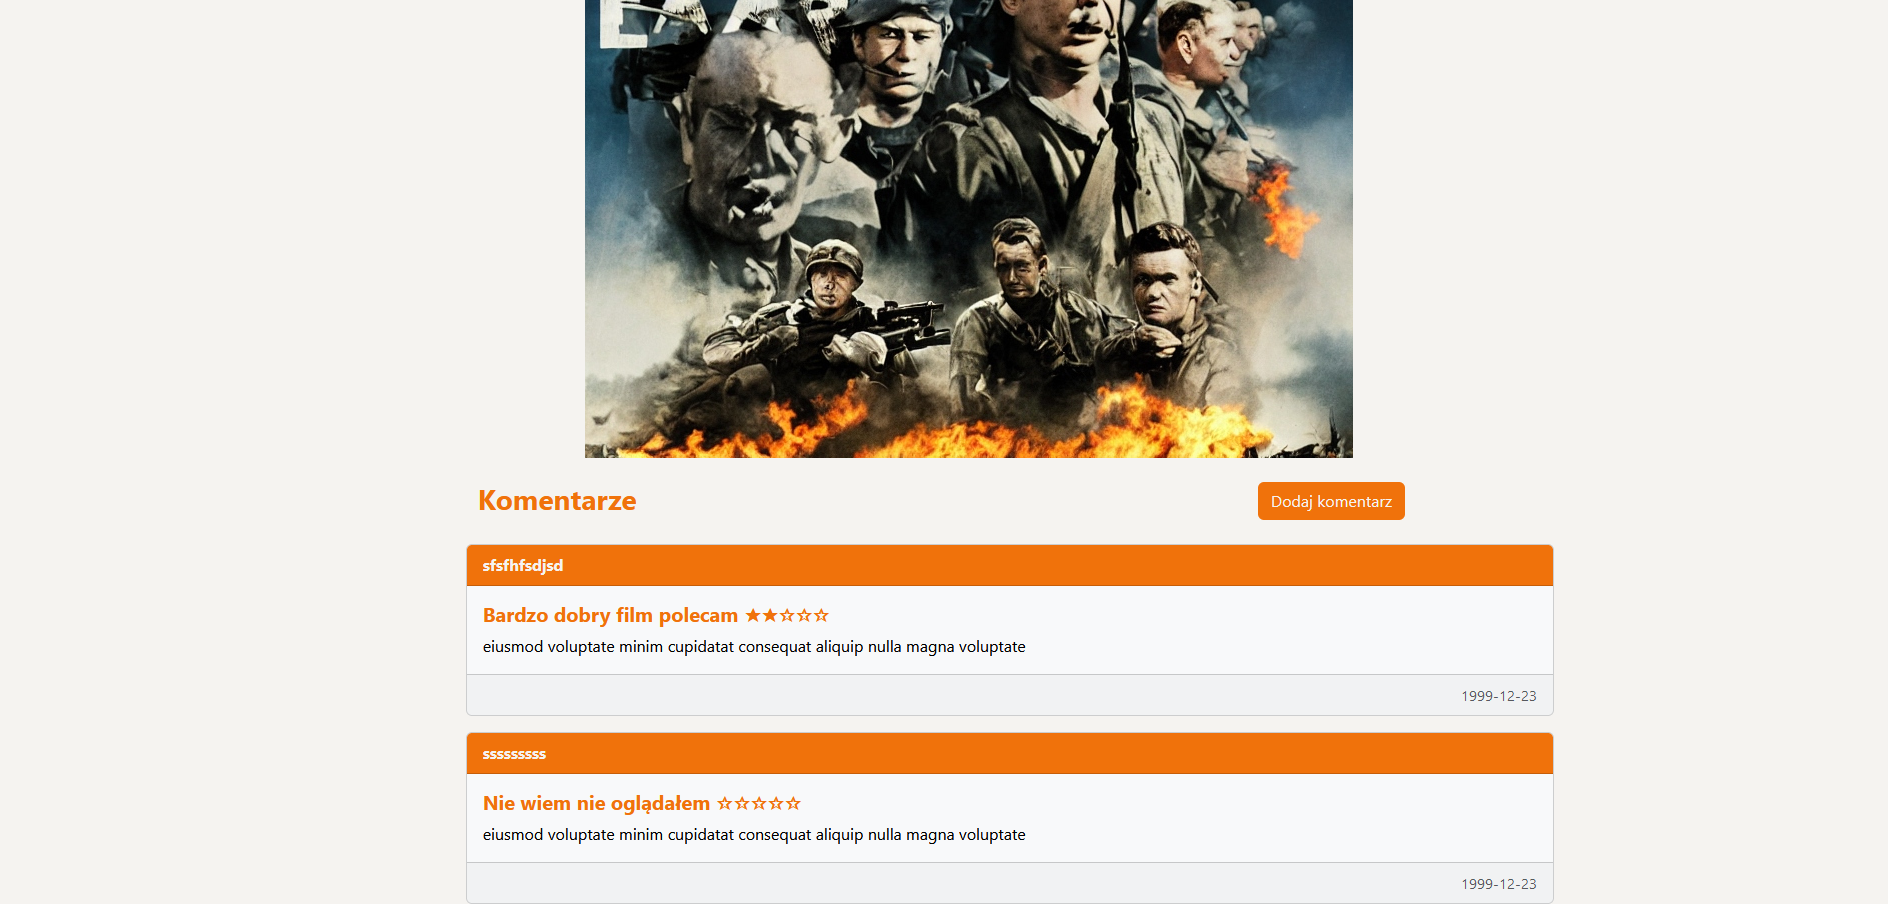 Komentarze
Dodaj komentarz
sfsfhfsdjsd
Bardzo dobry film polecam ★★☆☆☆
eiusmod voluptate minim cupidatat consequat aliquip nulla magna voluptate
1999-12-23
sssssssss
Nie wiem nie oglądałem ☆☆☆☆☆
eiusmod voluptate minim cupidatat consequat aliquip nulla magna voluptate
1999-12-23